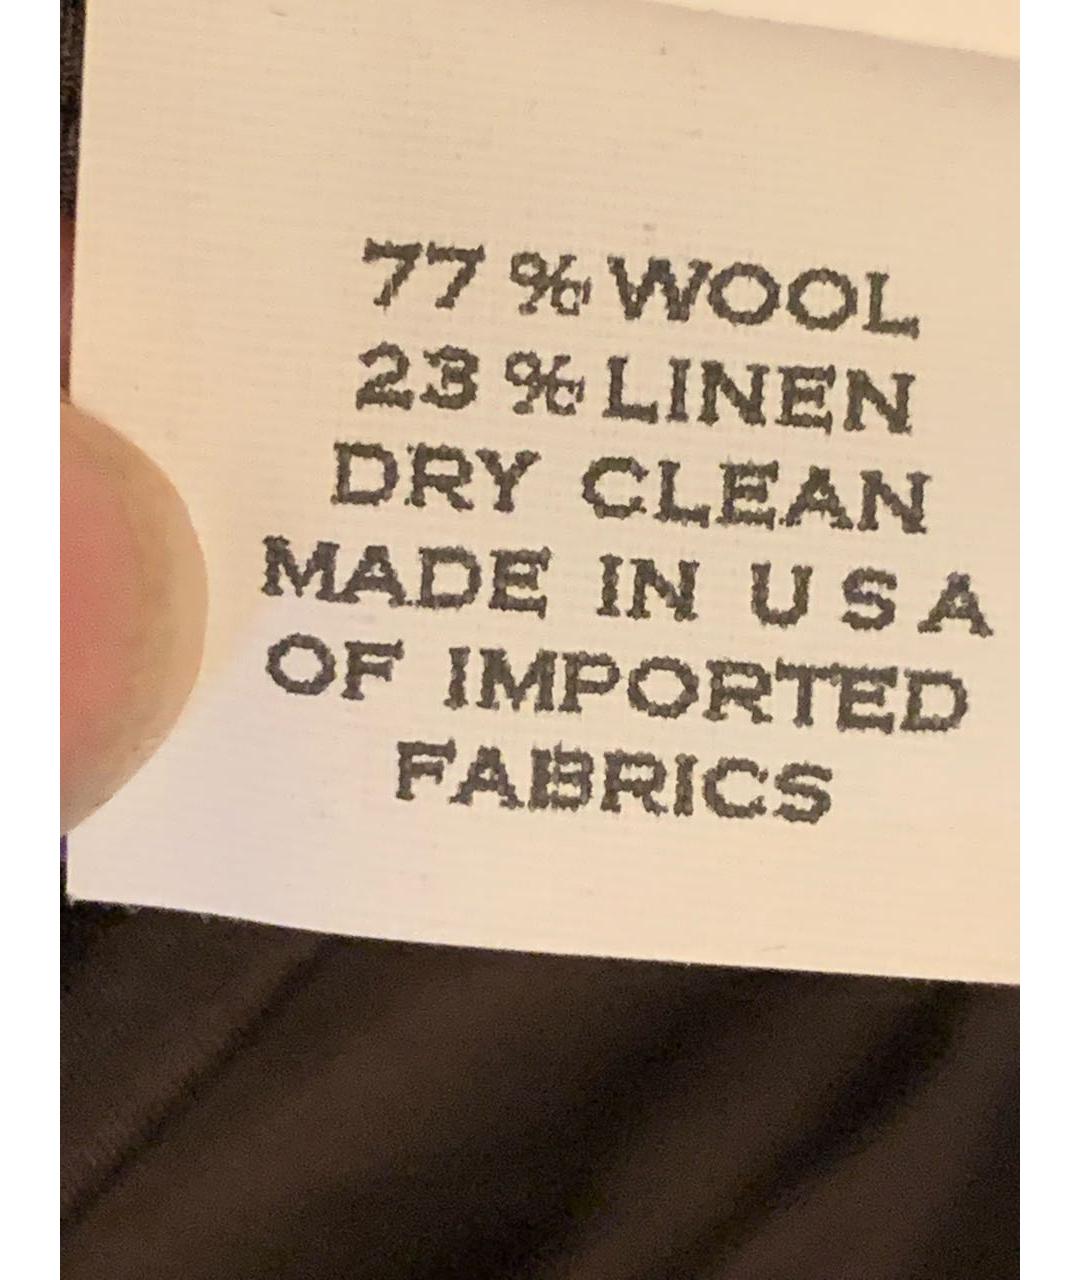 77 % WOOL
23 % LINEN
DRY CLEAN
MADE IN U S A
OF IMPORTED
FABRICS